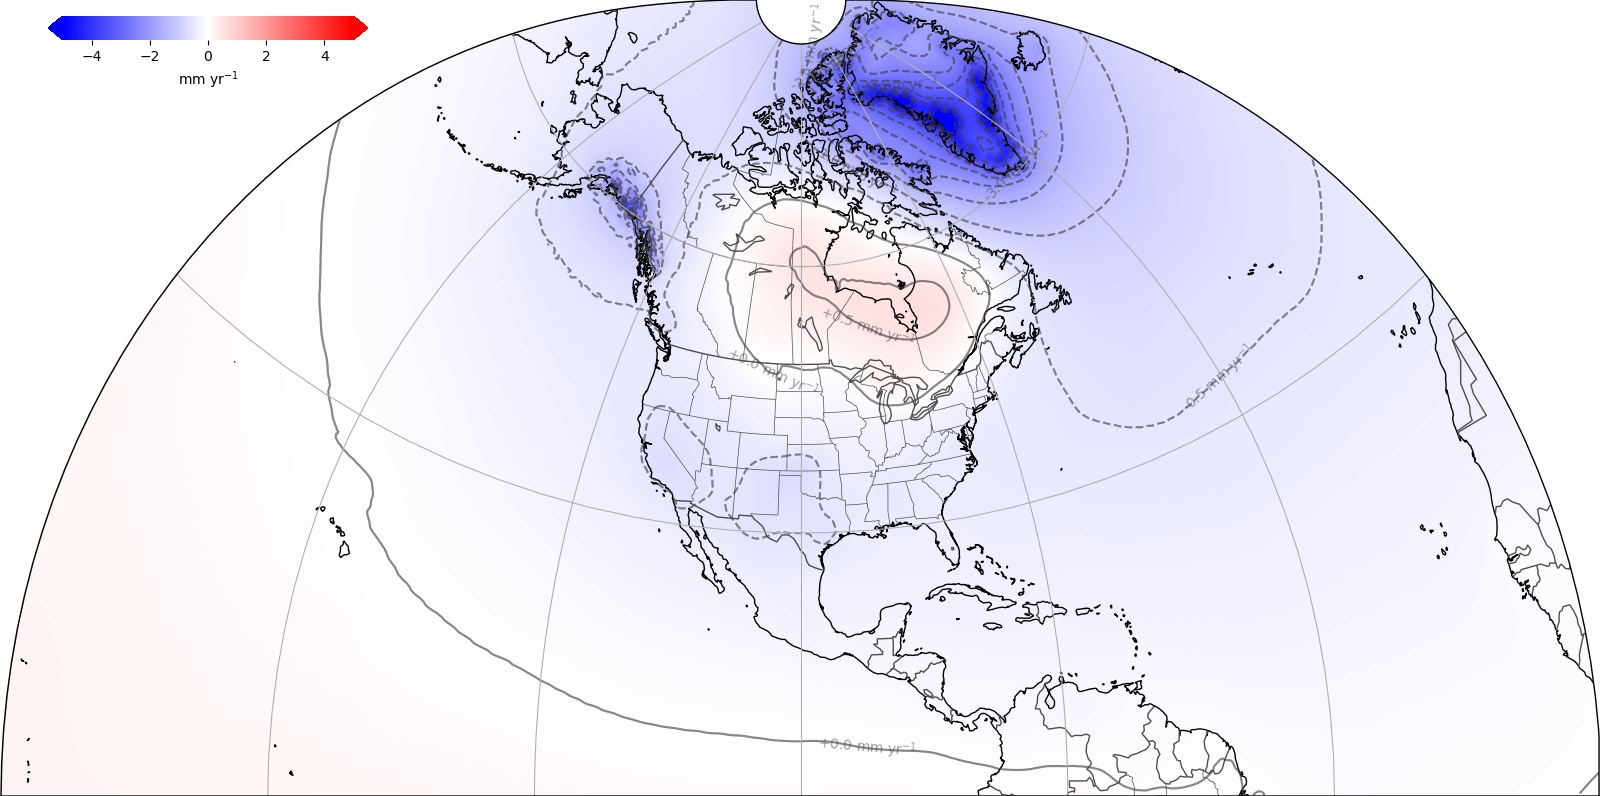 −4 −2 0 2 4
mm yr⁻¹
+0.5 mm yr⁻¹
+0.0 mm yr⁻¹
-0.5 mm yr⁻¹
+0.0 mm yr⁻¹